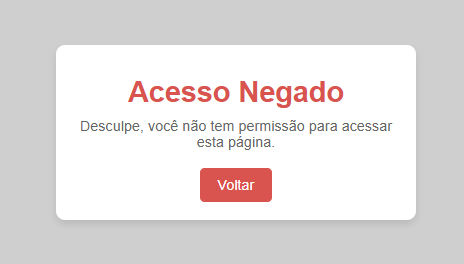 Acesso Negado
Desculpe, você não tem permissão para acessar
esta página.
Voltar